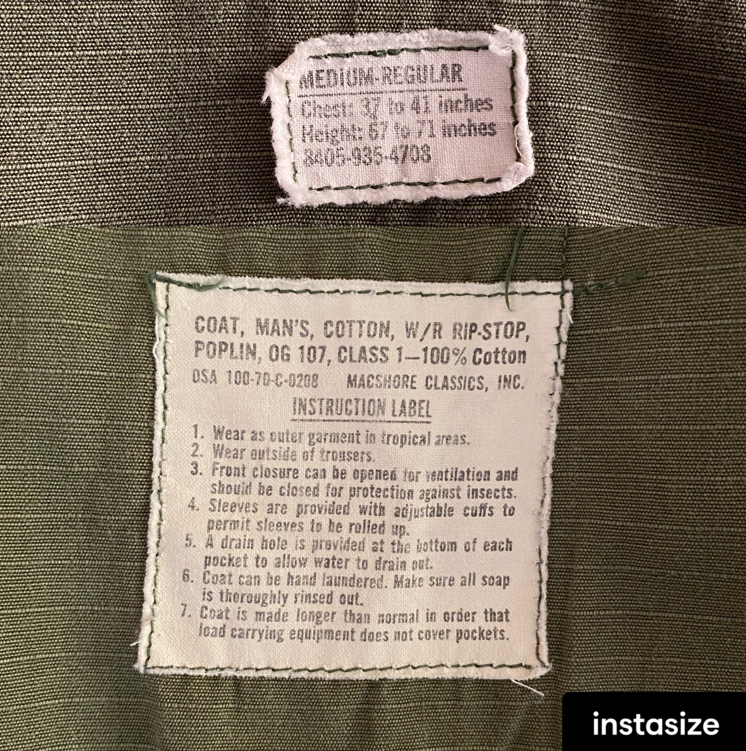 MEDIUM-REGULAR
Chest: 37 to 41 inches
Height: 67 to 71 inches
8405-935-4708
COAT, MAN'S, COTTON, W/R RIP-STOP,
POPLIN, OG 107, CLASS 1—100% Cotton
DSA 100-70-C-0208 MACSHORE CLASSICS, INC.
INSTRUCTION LABEL
1. Wear as outer garment in tropical areas.
2. Wear outside of trousers.
3. Front closure can be opened for ventilation and
should be closed for protection against insects.
4. Sleeves are provided with adjustable cuffs to
permit sleeves to be rolled up.
5. A drain hole is provided at the bottom of each
pocket to allow water to drain out.
6. Coat can be hand laundered. Make sure all soap
is thoroughly rinsed out.
7. Coat is made longer than normal in order that
load carrying equipment does not cover pockets.
instasize